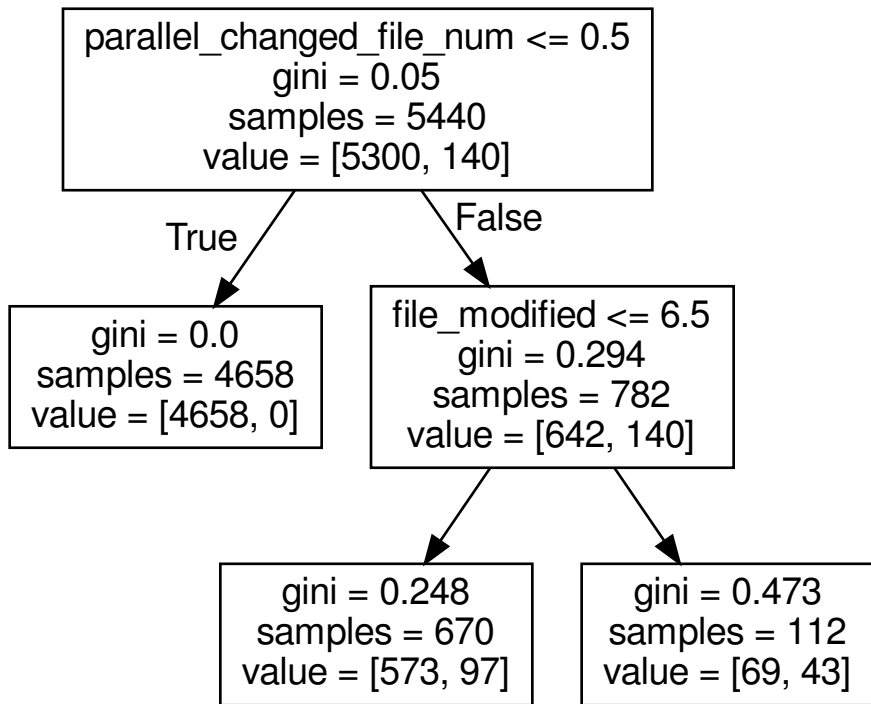 parallel_changed_file_num <= 0.5
gini = 0.05
samples = 5440
value = [5300, 140]
True
False
gini = 0.0
samples = 4658
value = [4658, 0]
file_modified <= 6.5
gini = 0.294
samples = 782
value = [642, 140]
gini = 0.248
samples = 670
value = [573, 97]
gini = 0.473
samples = 112
value = [69, 43]